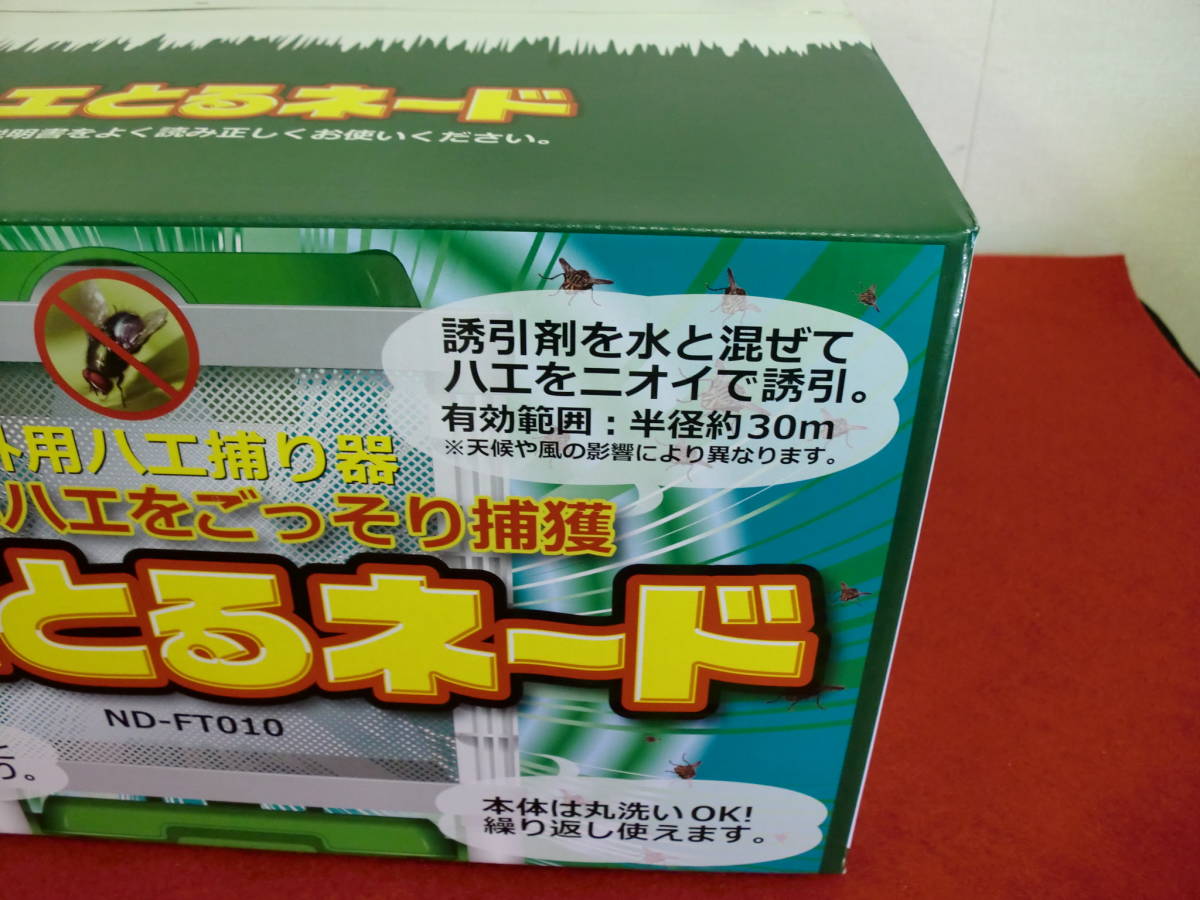 エとるネード
説明書をよく読み正しくお使いください。
誘引剤を水と混ぜて
ハエをニオイで誘引。
有効範囲：半径約30m
※天候や風の影響により異なります。
外用ハエ捕り器
ハエをごっそり捕獲
とるネード
ND-FT010
う。
本体は丸洗いOK!
繰り返し使えます。